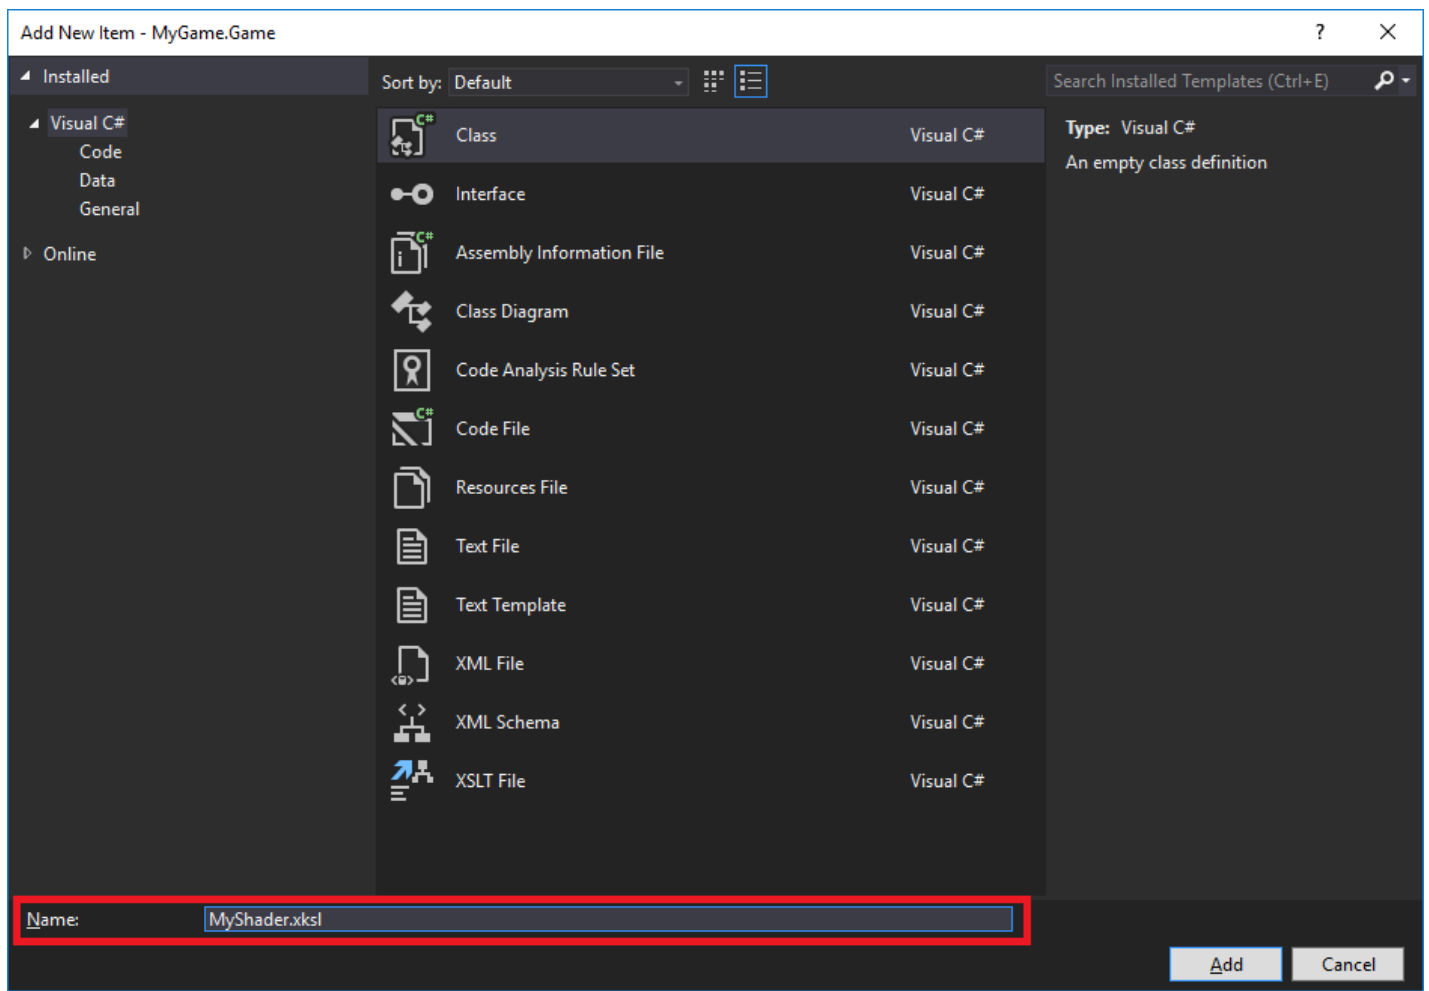 Add New Item - MyGame.Game ?
Installed
Sort by: Default
Search Installed Templates (Ctrl+E)
Visual C#
Code
Data
General
Online
C# Class Visual C#
Interface Visual C#
C# Assembly Information File Visual C#
Class Diagram Visual C#
Code Analysis Rule Set Visual C#
C# Code File Visual C#
Resources File Visual C#
Text File Visual C#
Text Template Visual C#
XML File Visual C#
XML Schema Visual C#
XSLT File Visual C#
Type: Visual C#
An empty class definition
Name: MyShader.xksl
Add Cancel